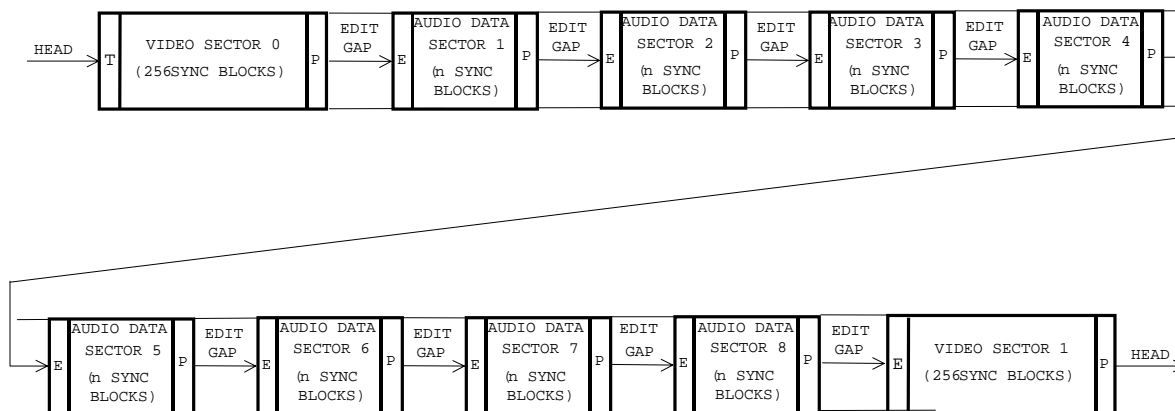 HEAD
T
VIDEO SECTOR 0
(256SYNC BLOCKS)
P
EDIT
GAP
E
AUDIO DATA
SECTOR 1
(n SYNC
BLOCKS)
P
EDIT
GAP
E
AUDIO DATA
SECTOR 2
(n SYNC
BLOCKS)
P
EDIT
GAP
E
AUDIO DATA
SECTOR 3
(n SYNC
BLOCKS)
P
EDIT
GAP
E
AUDIO DATA
SECTOR 4
(n SYNC
BLOCKS)
P
E
AUDIO DATA
SECTOR 5
(n SYNC
BLOCKS)
P
EDIT
GAP
E
AUDIO DATA
SECTOR 6
(n SYNC
BLOCKS)
P
EDIT
GAP
E
AUDIO DATA
SECTOR 7
(n SYNC
BLOCKS)
P
EDIT
GAP
E
AUDIO DATA
SECTOR 8
(n SYNC
BLOCKS)
P
EDIT
GAP
E
VIDEO SECTOR 1
(256SYNC BLOCKS)
P
HEAD